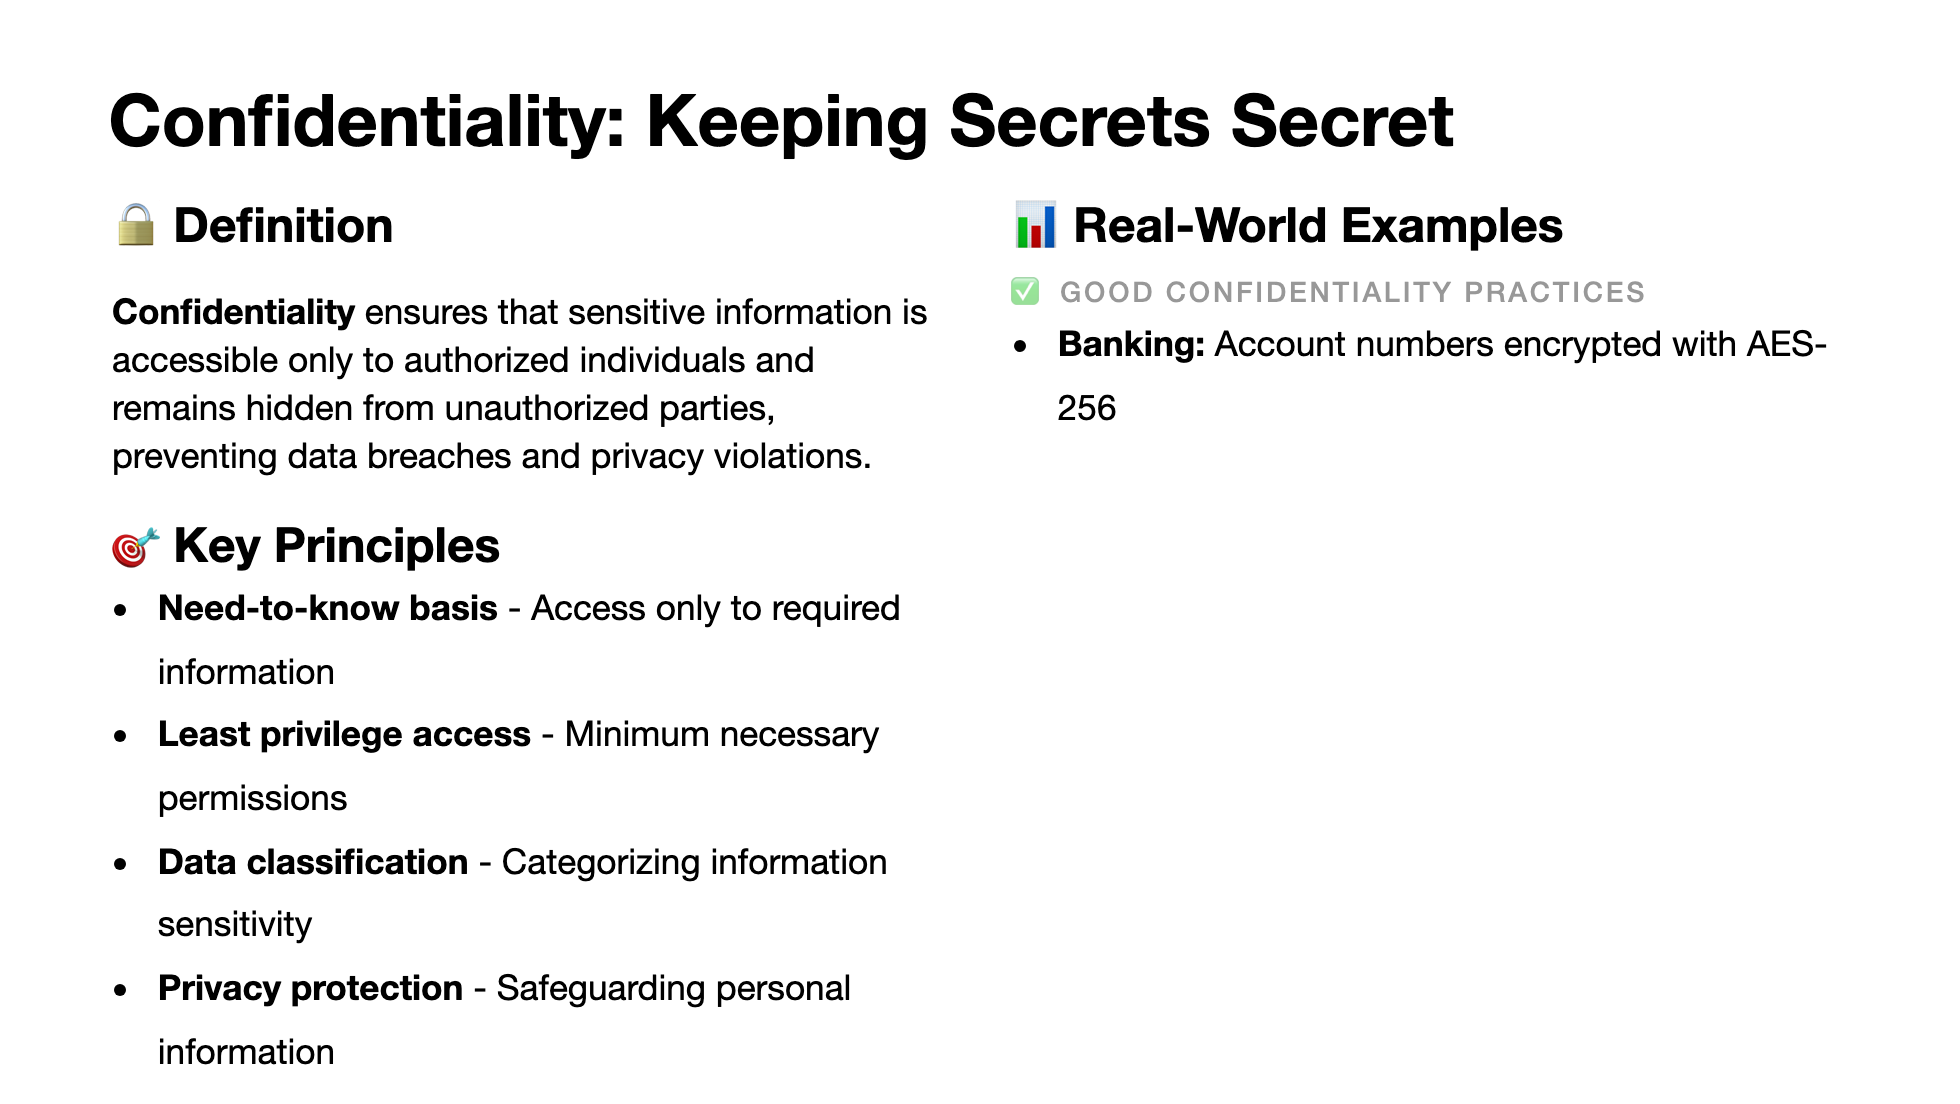 Confidentiality: Keeping Secrets Secret
🔒 Definition
Confidentiality ensures that sensitive information is
accessible only to authorized individuals and
remains hidden from unauthorized parties,
preventing data breaches and privacy violations.
🎯 Key Principles
• Need-to-know basis - Access only to required
information
• Least privilege access - Minimum necessary
permissions
• Data classification - Categorizing information
sensitivity
• Privacy protection - Safeguarding personal
information
📊 Real-World Examples
✅ GOOD CONFIDENTIALITY PRACTICES
• Banking: Account numbers encrypted with AES-
256